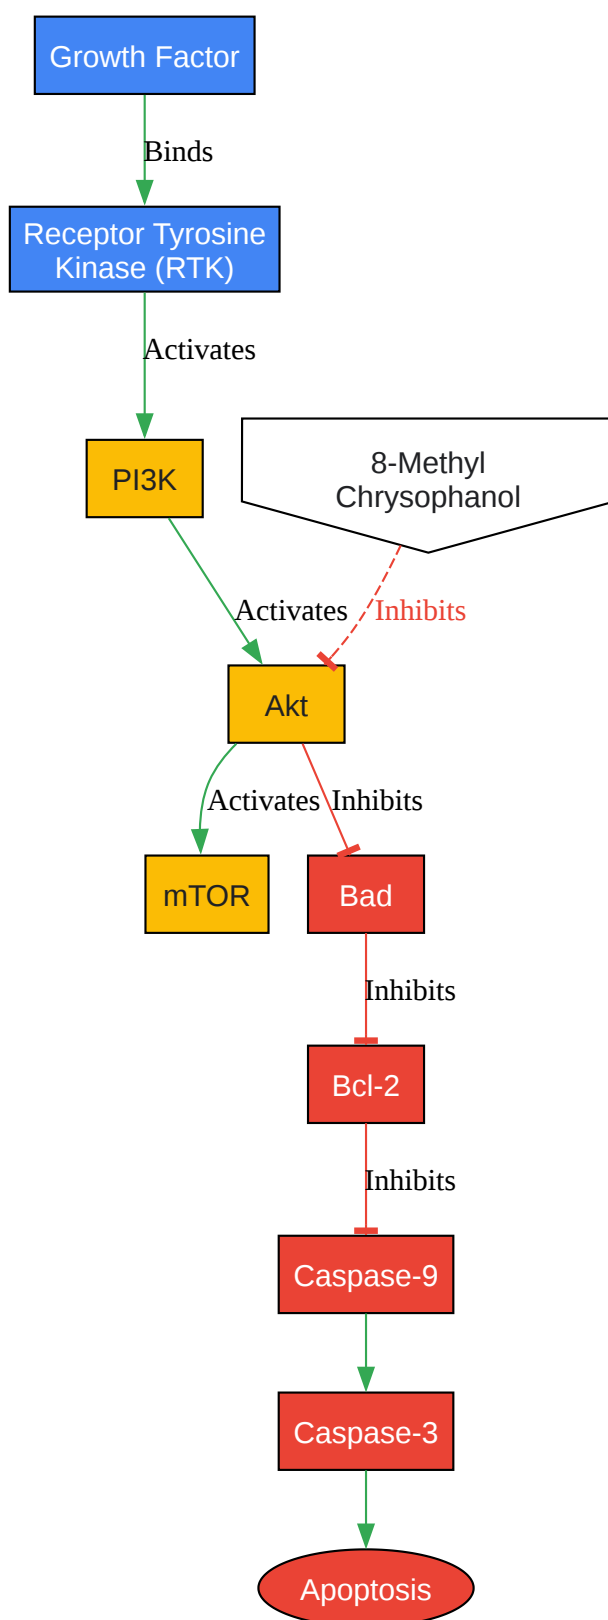 Growth Factor
Binds
Receptor Tyrosine
Kinase (RTK)
Activates
PI3K
8-Methyl
Chrysophanol
Activates
Inhibits
Akt
Activates
Inhibits
mTOR
Bad
Inhibits
Bcl-2
Inhibits
Caspase-9
Caspase-3
Apoptosis